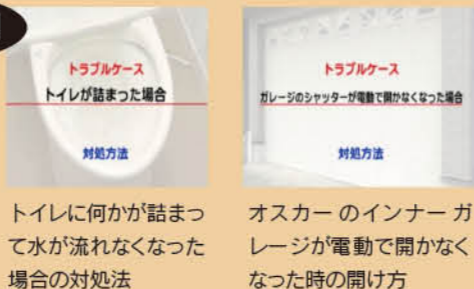 トラブルケース
トイレが詰まった場合
対処方法
トイレに何かが詰まっ
て水が流れなくなった
場合の対処法
トラブルケース
ガレージのシャッターが電動で開かなくなった場合
対処方法
オスカーのインナーガ
レージが電動で開かなく
なった時の開け方